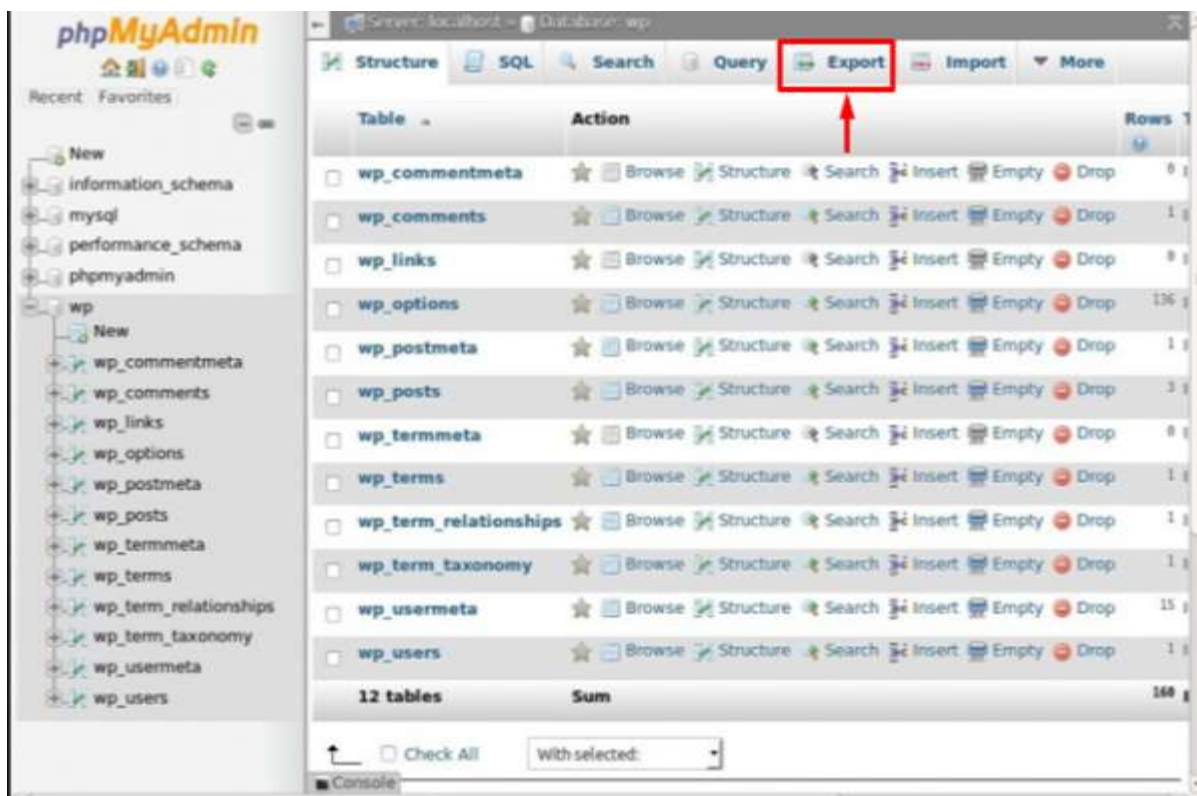 phpMyAdmin
Recent Favorites
New
information_schema
mysql
performance_schema
phpmyadmin
wp
New
wp_commentmeta
wp_comments
wp_links
wp_options
wp_postmeta
wp_posts
wp_termmeta
wp_terms
wp_term_relationships
wp_term_taxonomy
wp_usermeta
wp_users
Server: localhost » Database: wp
Structure SQL Search Query Export Import More
Table Action Rows
wp_commentmeta Browse Structure Search Insert Empty Drop 0
wp_comments Browse Structure Search Insert Empty Drop 1
wp_links Browse Structure Search Insert Empty Drop 0
wp_options Browse Structure Search Insert Empty Drop 136
wp_postmeta Browse Structure Search Insert Empty Drop 1
wp_posts Browse Structure Search Insert Empty Drop 3
wp_termmeta Browse Structure Search Insert Empty Drop 0
wp_terms Browse Structure Search Insert Empty Drop 1
wp_term_relationships Browse Structure Search Insert Empty Drop 1
wp_term_taxonomy Browse Structure Search Insert Empty Drop 1
wp_usermeta Browse Structure Search Insert Empty Drop 15
wp_users Browse Structure Search Insert Empty Drop 1
12 tables Sum 160
Check All With selected:
Console